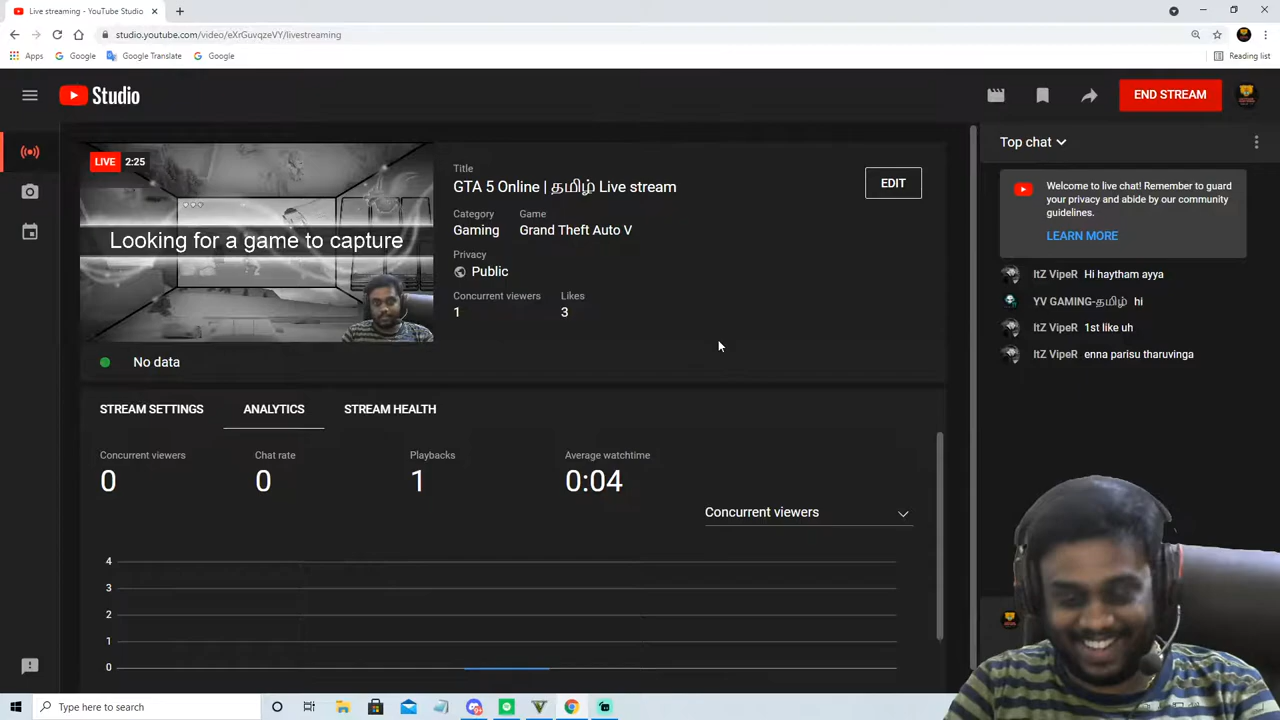 Live streaming - YouTube Studio
studio.youtube.com/video/eXrGuvqzeVY/livestreaming
Apps
Google
Google Translate
Google
Reading list
Studio
END STREAM
LIVE 2:25
Looking for a game to capture
No data
Title
GTA 5 Online | தமிழ் Live stream
EDIT
Category
Game
Gaming
Grand Theft Auto V
Privacy
Public
Concurrent viewers
Likes
1
3
STREAM SETTINGS
ANALYTICS
STREAM HEALTH
Concurrent viewers
Chat rate
Playbacks
Average watchtime
0
0
1
0:04
Concurrent viewers
4
3
2
1
0
Top chat
Welcome to live chat! Remember to guard
your privacy and abide by our community
guidelines.
LEARN MORE
ItZ VipeR Hi haytham ayya
YV GAMING-தமிழ் hi
ItZ VipeR 1st like uh
ItZ VipeR enna parisu tharuvinga
Type here to search